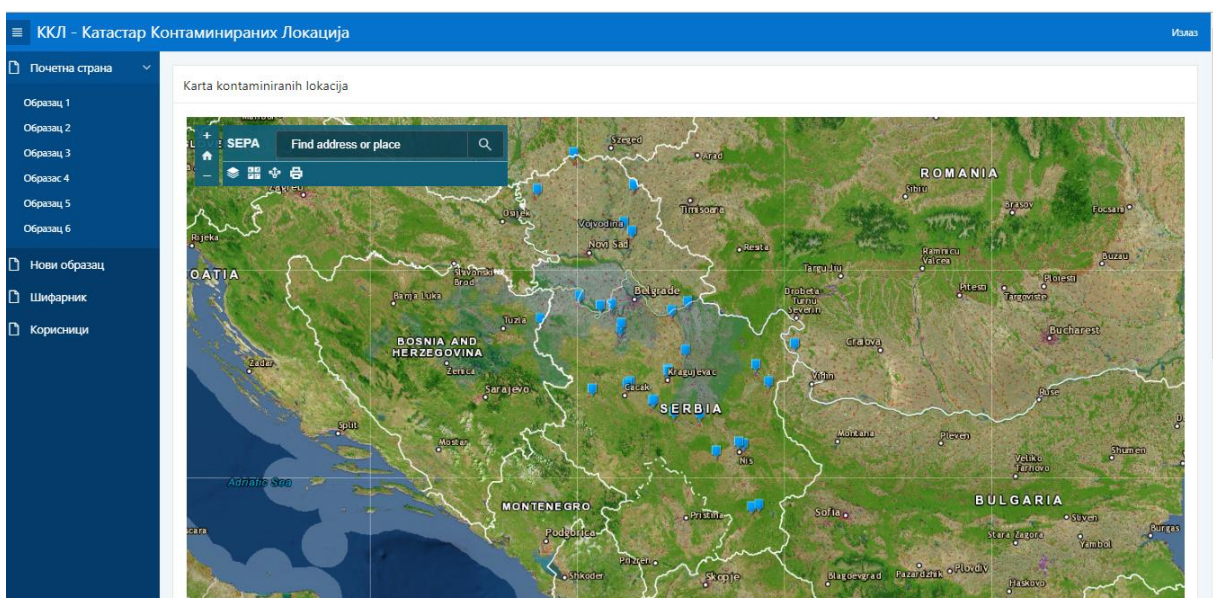 ККЛ - Катастар Контаминираних Локација
Излаз
Почетна страна
Образац 1
Образац 2
Образац 3
Образас 4
Образац 5
Образац 6
Нови образац
Шифарник
Корисници
Karta kontaminiranih lokacija
SEPA
Find address or place
Szeged
Arad
ROMANIA
Sibiu
Zagreb
Timisoara
Brasov
Focsani
Osijek
Vojvodina
Rijeka
Novi Sad
Resita
Ramnicu
Valcea
Buzau
OATIA
Slavonski
Brod
Targu Jiu
Ploiesti
Banja Luka
Belgrade
Drobeta
Turnu
Severin
Pitesti
Targoviste
Tuzla
Bucharest
BOSNIA AND
HERZEGOVINA
Craiova
Zadar
Zenica
Kragujevac
Vidin
Sarajevo
Cacak
Ruse
SERBIA
Split
Mostar
Montana
Pleven
Shumen
Nis
Veliko
Tarnovo
Adriatic Sea
MONTENEGRO
BULGARIA
Pristina
Sofia
Sliven
Podgorica
Stara Zagora
Yambol
Burgas
Prizren
Shkoder
Skopje
Blagoevgrad
Pazardzhik
Plovdiv
Haskovo